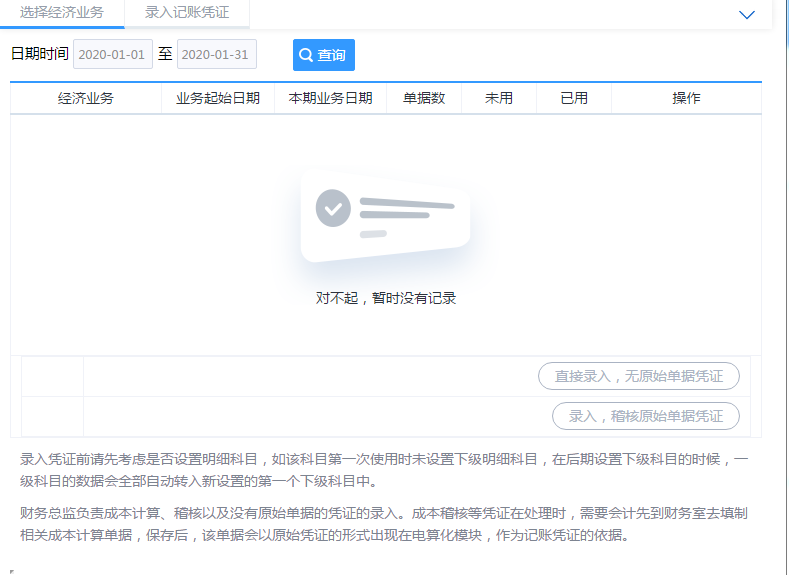 选择经济业务 录入记账凭证
日期时间 2020-01-01 至 2020-01-31 查询
经济业务 业务起始日期 本期业务日期 单据数 未用 已用 操作
对不起，暂时没有记录
直接录入，无原始单据凭证
录入，稽核原始单据凭证
录入凭证前请先考虑是否设置明细科目，如该科目第一次使用时未设置下级明细科目，在后期设置下级科目的时候，一
级科目的数据会全部自动转入新设置的第一个下级科目中。
财务总监负责成本计算、稽核以及没有原始单据的凭证的录入。成本稽核等凭证在处理时，需要会计先到财务室去填制
相关成本计算单据，保存后，该单据会以原始凭证的形式出现在电算化模块，作为记账凭证的依据。